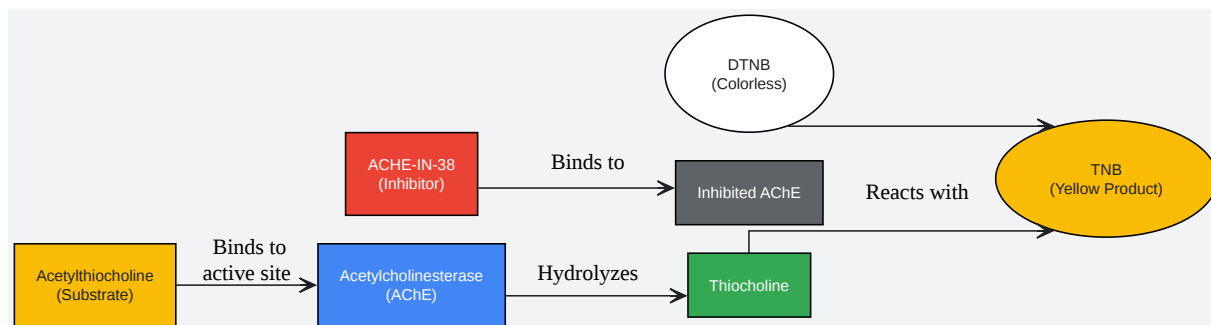 DTNB
(Colorless)
ACHE-IN-38
(Inhibitor)
Binds to
Inhibited AChE
Reacts with
TNB
(Yellow Product)
Acetylthiocholine
(Substrate)
Binds to
active site
Acetylcholinesterase
(AChE)
Hydrolyzes
Thiocholine